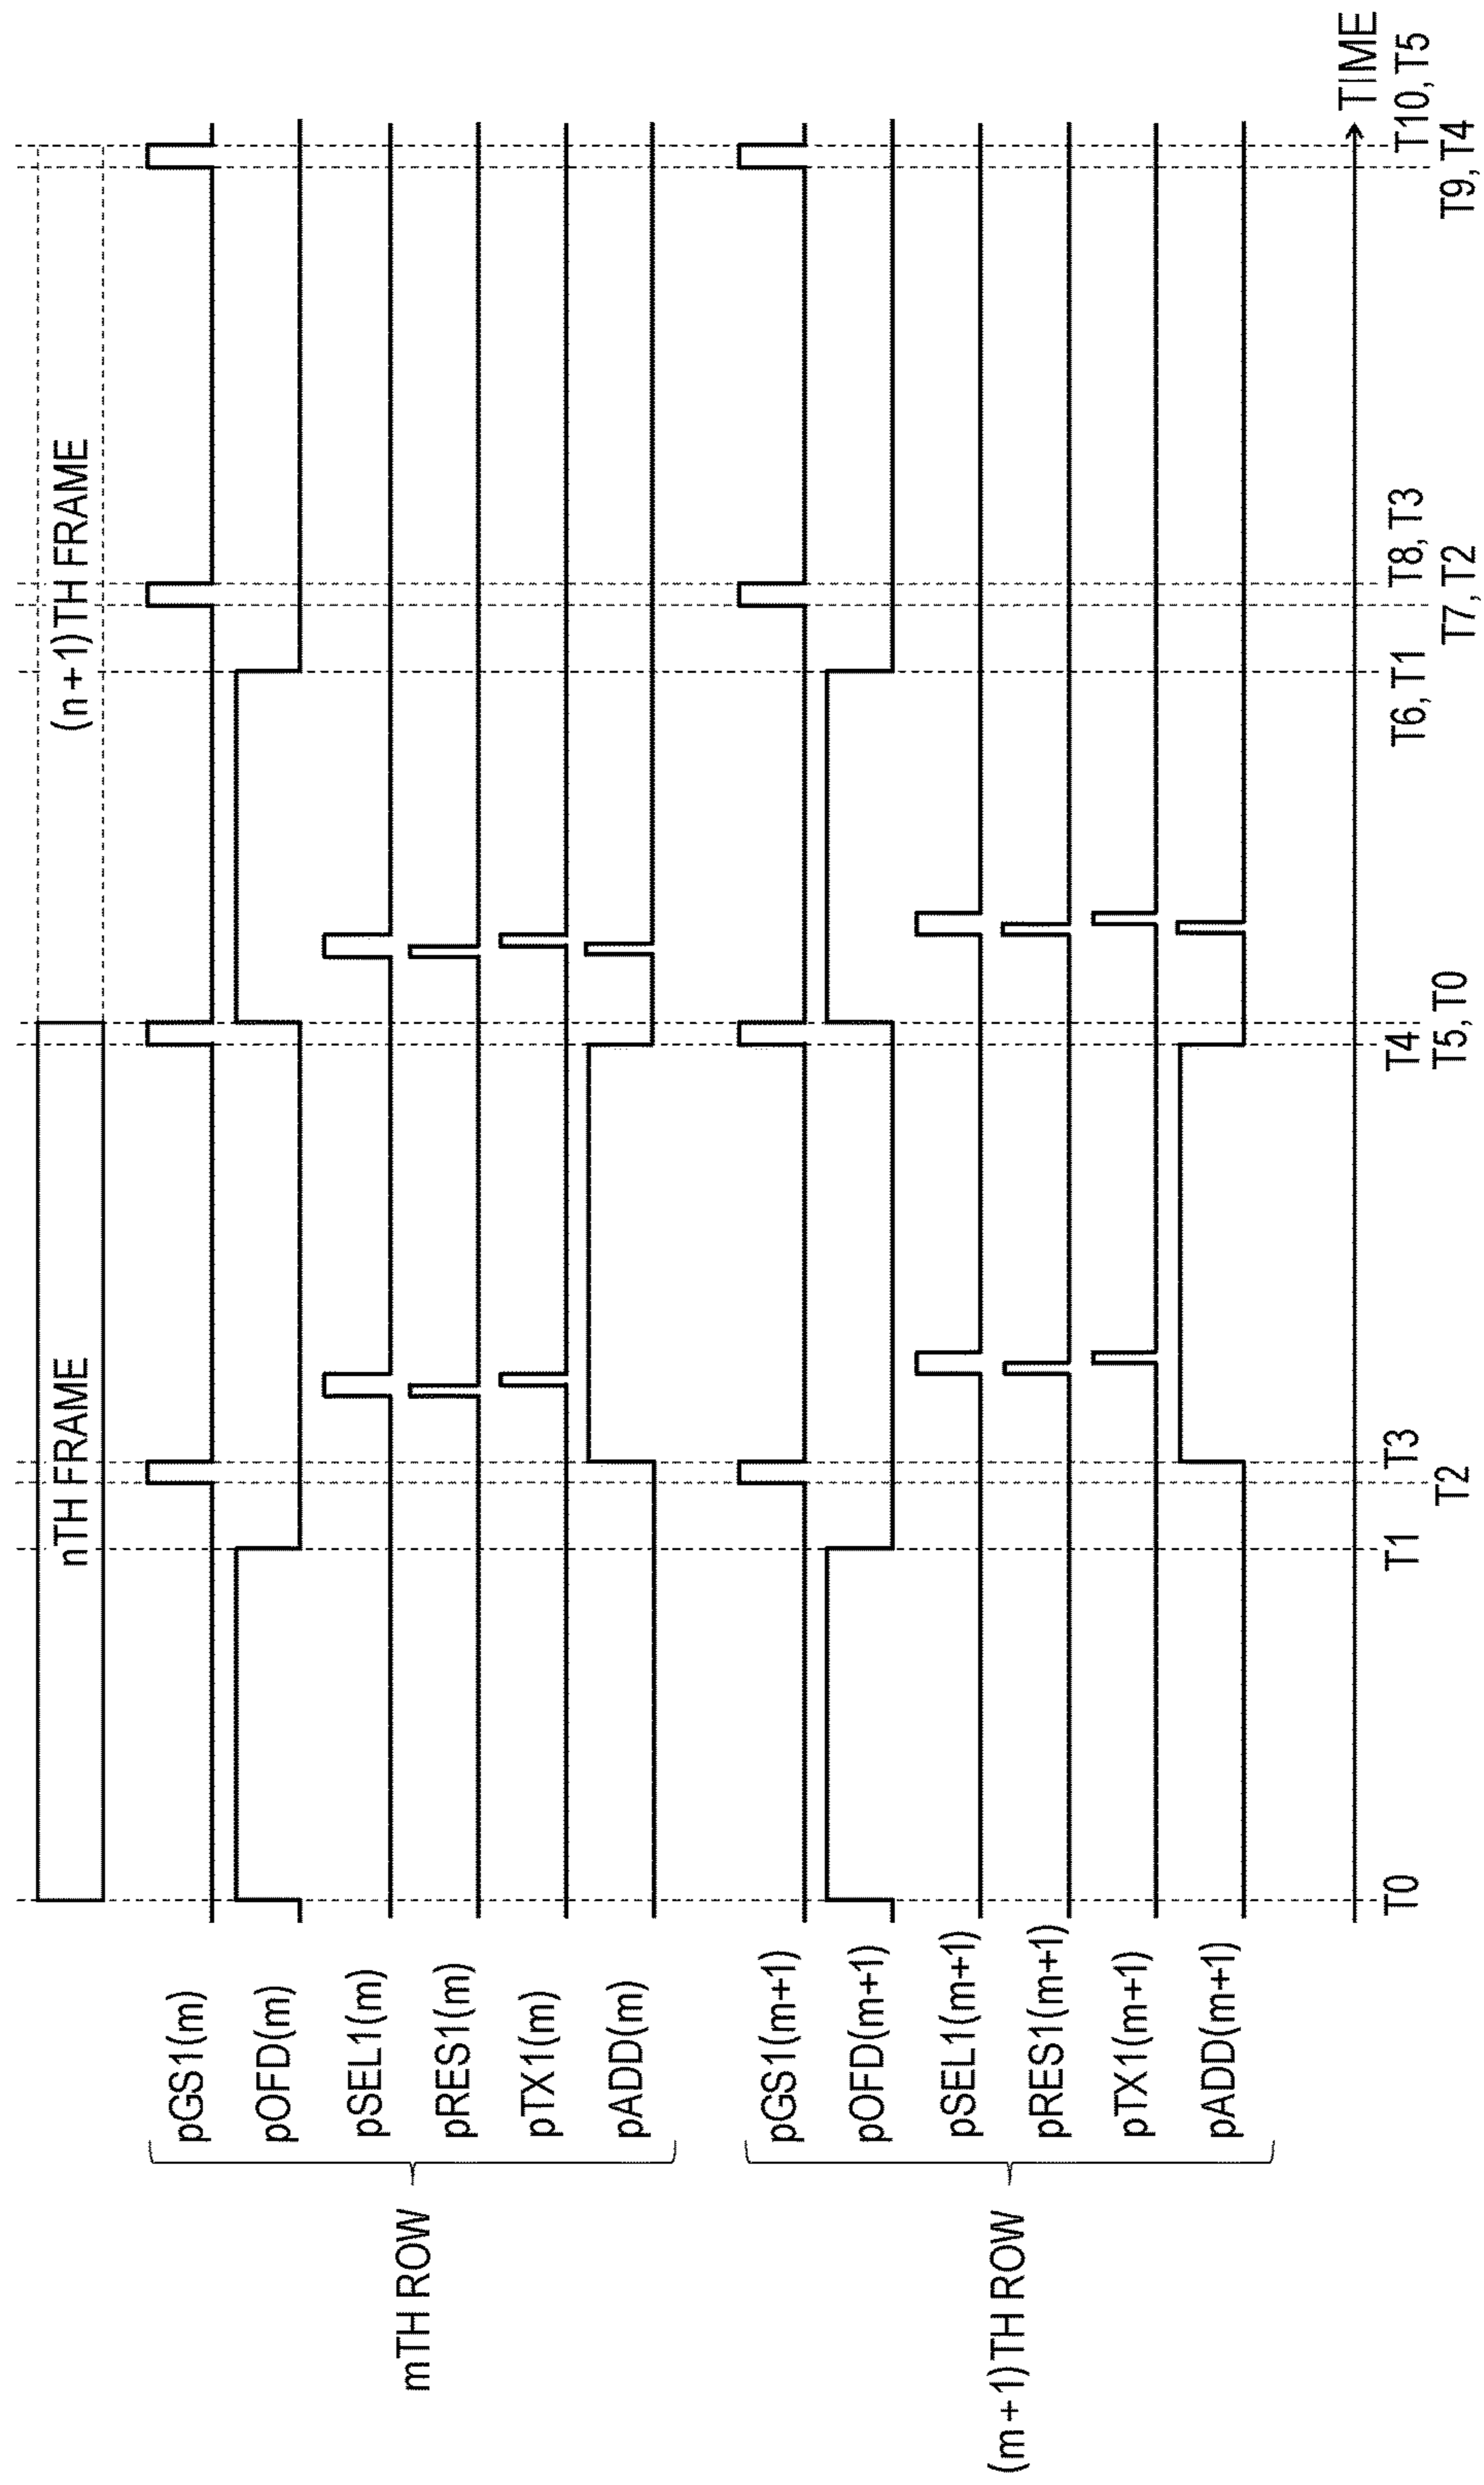 nTH FRAME
(n+1)TH FRAME
mTH ROW
pGS1(m)
pOFD(m)
pSEL1(m)
pRES1(m)
pTX1(m)
pADD(m)
(m+1)TH ROW
pGS1(m+1)
pOFD(m+1)
pSEL1(m+1)
pRES1(m+1)
pTX1(m+1)
pADD(m+1)
TIME
T0
T1
T2
T3
T4
T5, T0
T6, T1
T7, T2
T8, T3
T9, T4
T10, T5